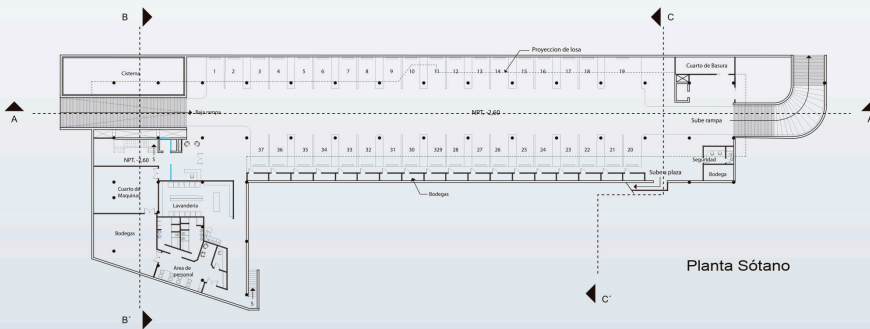 B
C
Proyeccion de losa
Cisterna
1 2 3 4 5 6 7 8 9 10 11 12 13 14 15 16 17 18 19
Cuarto de Basura
A
Baja rampa
NPT. -2,60
Sube rampa
A
NPT. -2,60
S
37 36 35 34 33 32 31 30 329 28 27 26 25 24 23 22 21 20
Seguridad
Cuarto de
Maquinas
Bodegas
Sube a plaza
Bodega
Lavanderia
Bodegas
Area de
personal
Planta Sótano
S
C´
B´